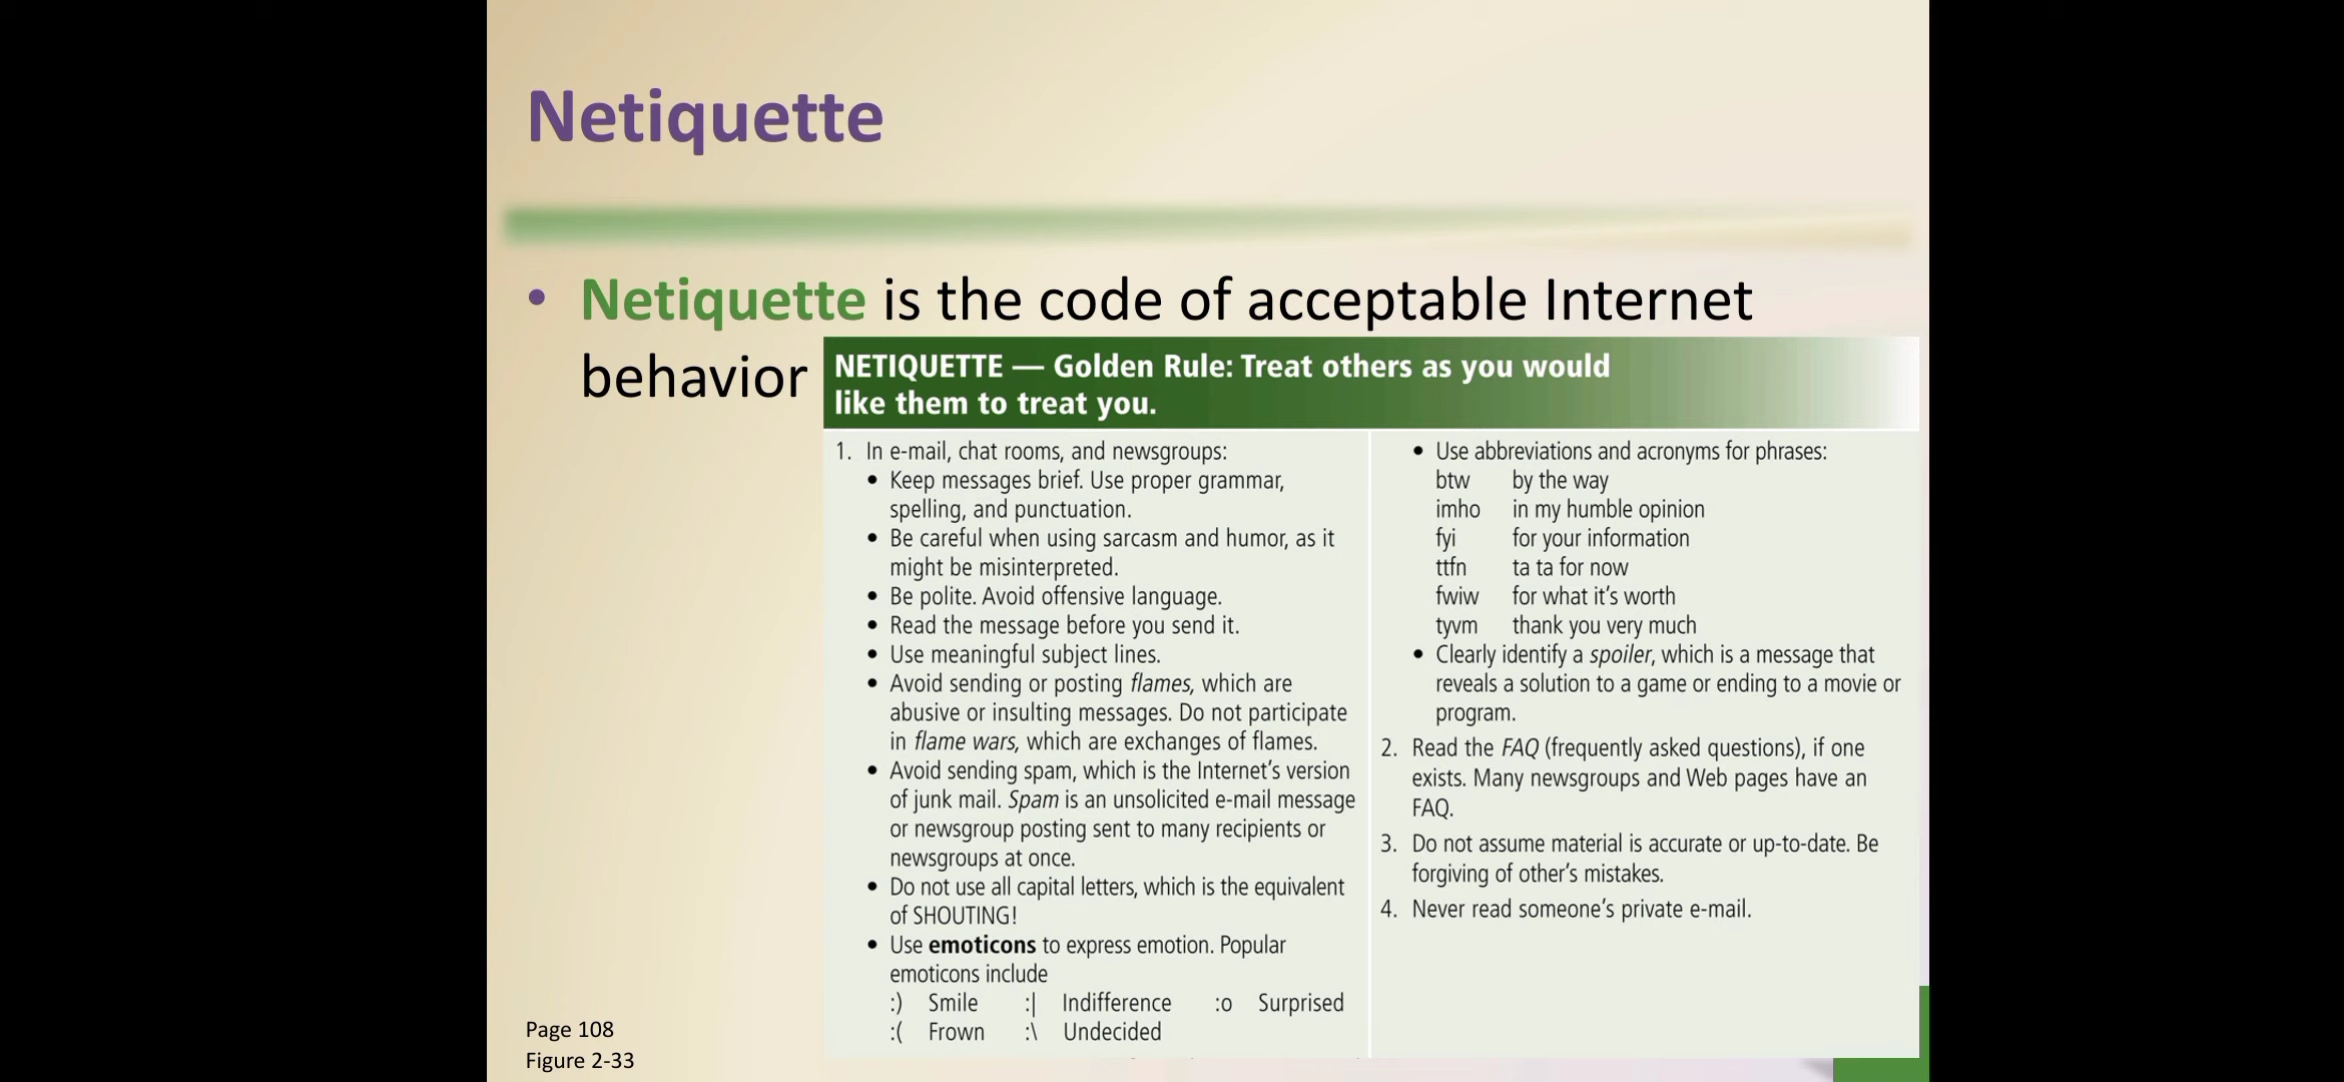 Netiquette
• Netiquette is the code of acceptable Internet
behavior
NETIQUETTE — Golden Rule: Treat others as you would
like them to treat you.
1. In e-mail, chat rooms, and newsgroups:
• Keep messages brief. Use proper grammar,
spelling, and punctuation.
• Be careful when using sarcasm and humor, as it
might be misinterpreted.
• Be polite. Avoid offensive language.
• Read the message before you send it.
• Use meaningful subject lines.
• Avoid sending or posting flames, which are
abusive or insulting messages. Do not participate
in flame wars, which are exchanges of flames.
• Avoid sending spam, which is the Internet's version
of junk mail. Spam is an unsolicited e-mail message
or newsgroup posting sent to many recipients or
newsgroups at once.
• Do not use all capital letters, which is the equivalent
of SHOUTING!
• Use emoticons to express emotion. Popular
emoticons include
:) Smile :| Indifference :o Surprised
:( Frown :\ Undecided
• Use abbreviations and acronyms for phrases:
btw by the way
imho in my humble opinion
fyi for your information
ttfn ta ta for now
fwiw for what it's worth
tyvm thank you very much
• Clearly identify a spoiler, which is a message that
reveals a solution to a game or ending to a movie or
program.
2. Read the FAQ (frequently asked questions), if one
exists. Many newsgroups and Web pages have an
FAQ.
3. Do not assume material is accurate or up-to-date. Be
forgiving of other's mistakes.
4. Never read someone's private e-mail.
Page 108
Figure 2-33